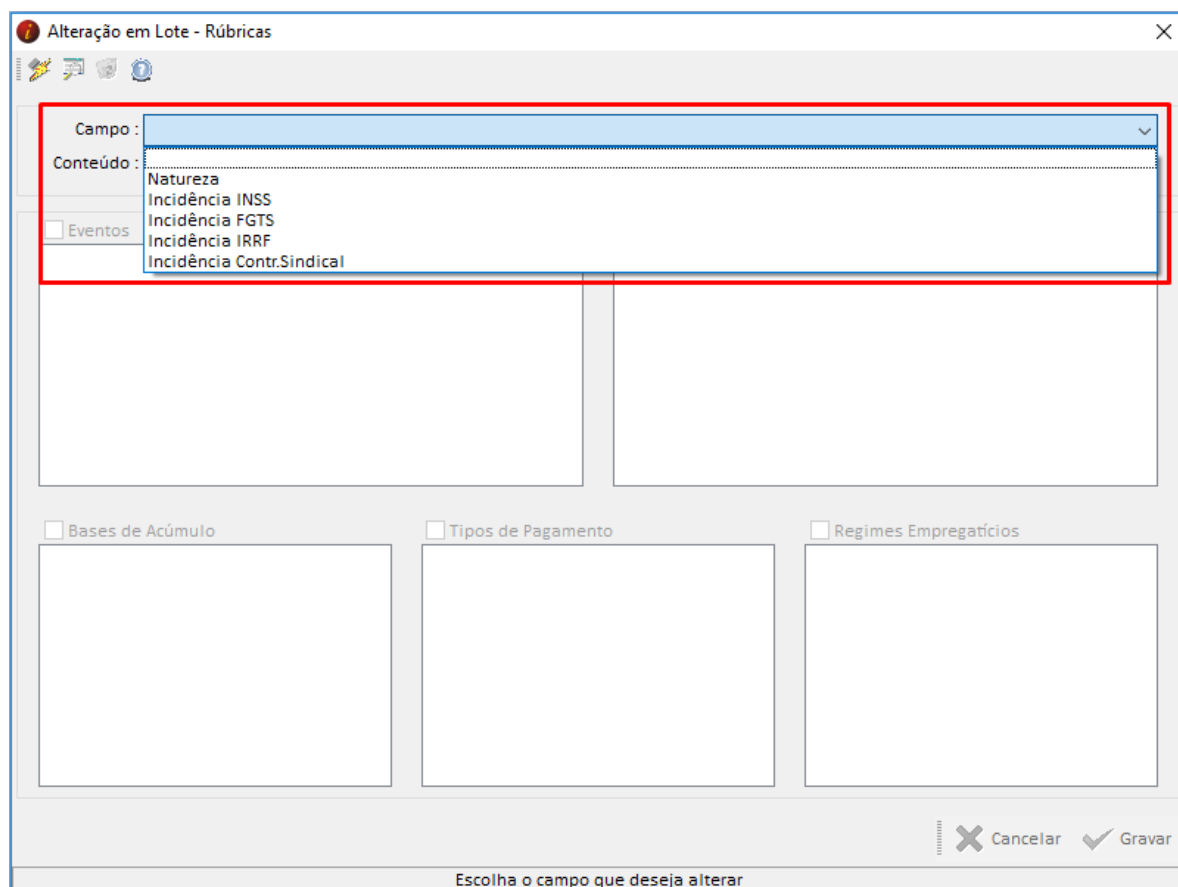 Alteração em Lote - Rúbricas
Campo :
Conteúdo :
Natureza
Incidência INSS
Incidência FGTS
Incidência IRRF
Incidência Contr.Sindical
Eventos
Bases de Acúmulo Tipos de Pagamento Regimes Empregatícios
Cancelar Gravar
Escolha o campo que deseja alterar